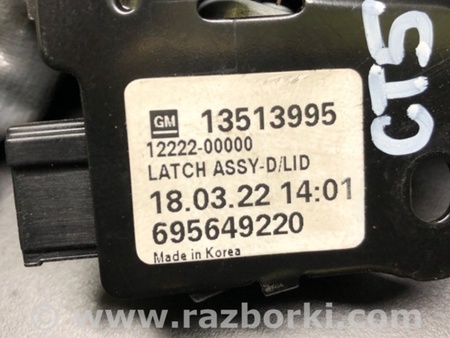 GM 13513995
12222-00000
LATCH ASSY-D/LID
18.03.22 14:01
695649220
Made in Korea
CT5
www.razborki.com